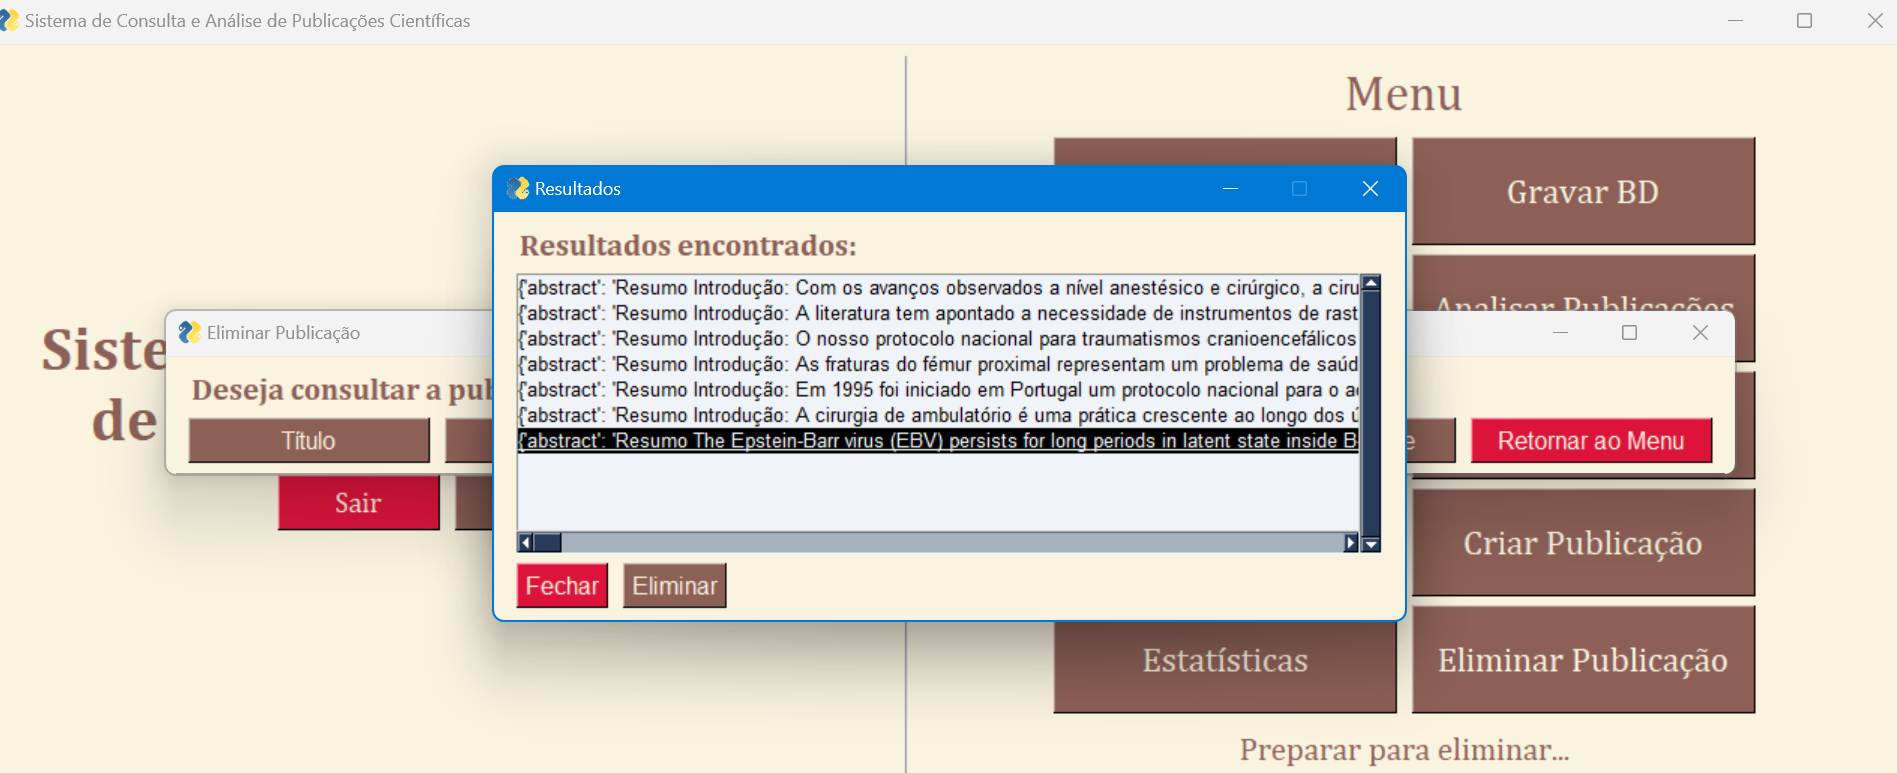 Sistema de Consulta e Análise de Publicações Científicas
Menu
Gravar BD
Analisar Publicações
Resultados
Resultados encontrados:
{'abstract': 'Resumo Introdução: Com os avanços observados a nível anestésico e cirúrgico, a ciru
{'abstract': 'Resumo Introdução: A literatura tem apontado a necessidade de instrumentos de rast
{'abstract': 'Resumo Introdução: O nosso protocolo nacional para traumatismos cranioencefálicos
{'abstract': 'Resumo Introdução: As fraturas do fémur proximal representam um problema de saúd
{'abstract': 'Resumo Introdução: Em 1995 foi iniciado em Portugal um protocolo nacional para o a
{'abstract': 'Resumo Introdução: A cirurgia de ambulatório é uma prática crescente ao longo dos ú
{'abstract': 'Resumo The Epstein-Barr virus (EBV) persists for long periods in latent state inside B
Fechar
Eliminar
Siste
de
Eliminar Publicação
Deseja consultar a pub
Título
e
Retornar ao Menu
Sair
Criar Publicação
Estatísticas
Eliminar Publicação
Preparar para eliminar...